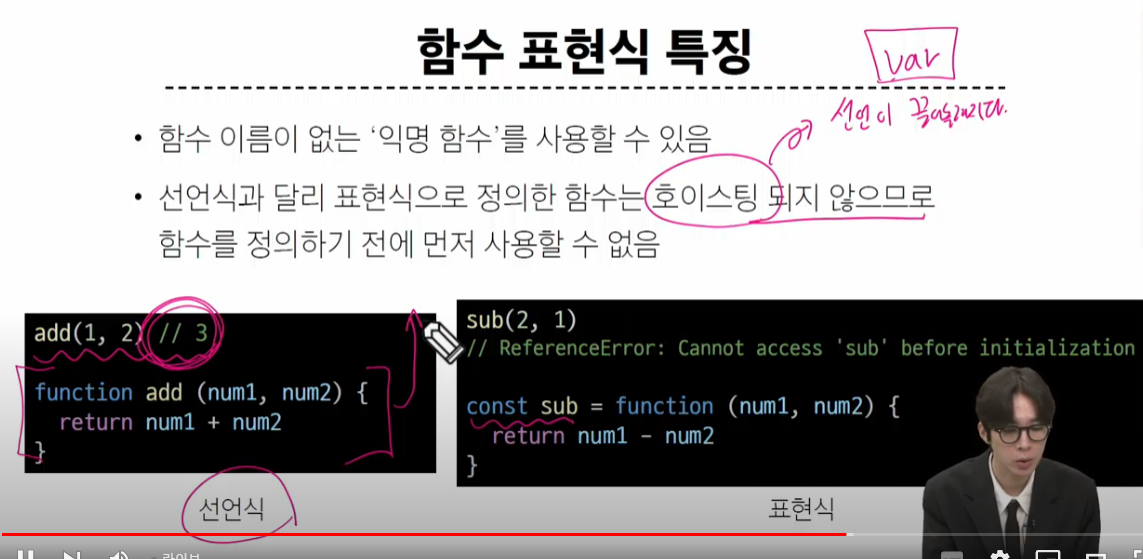 함수 표현식 특징
var
선언이 끌어올려지다.
• 함수 이름이 없는 ‘익명 함수’를 사용할 수 있음
• 선언식과 달리 표현식으로 정의한 함수는 호이스팅 되지 않으므로
함수를 정의하기 전에 먼저 사용할 수 없음
add(1, 2) // 3
function add (num1, num2) {
return num1 + num2
}
선언식
sub(2, 1)
// ReferenceError: Cannot access 'sub' before initialization
const sub = function (num1, num2) {
return num1 - num2
}
표현식